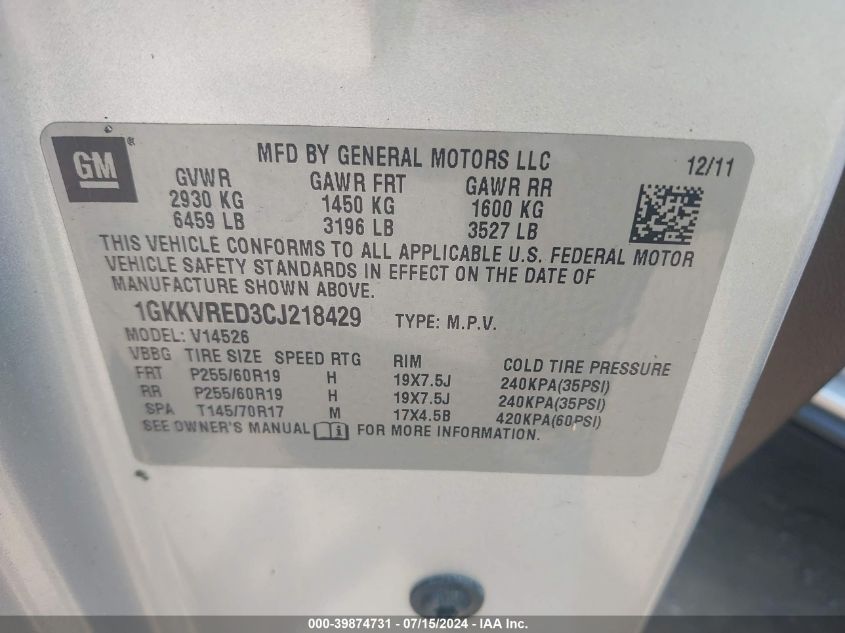 GM ®
MFD BY GENERAL MOTORS LLC 12/11
GVWR GAWR FRT GAWR RR
2930 KG 1450 KG 1600 KG
6459 LB 3196 LB 3527 LB
THIS VEHICLE CONFORMS TO ALL APPLICABLE U.S. FEDERAL MOTOR
VEHICLE SAFETY STANDARDS IN EFFECT ON THE DATE OF
MANUFACTURE SHOWN ABOVE.
1GKKVRED3CJ218429 TYPE: M.P.V.
MODEL: V14526
VBBG TIRE SIZE SPEED RTG RIM COLD TIRE PRESSURE
FRT P255/60R19 H 19X7.5J 240KPA(35PSI)
RR P255/60R19 H 19X7.5J 240KPA(35PSI)
SPA T145/70R17 M 17X4.5B 420KPA(60PSI)
SEE OWNER'S MANUAL i FOR MORE INFORMATION.
000-39874731 - 07/15/2024 - IAA Inc.